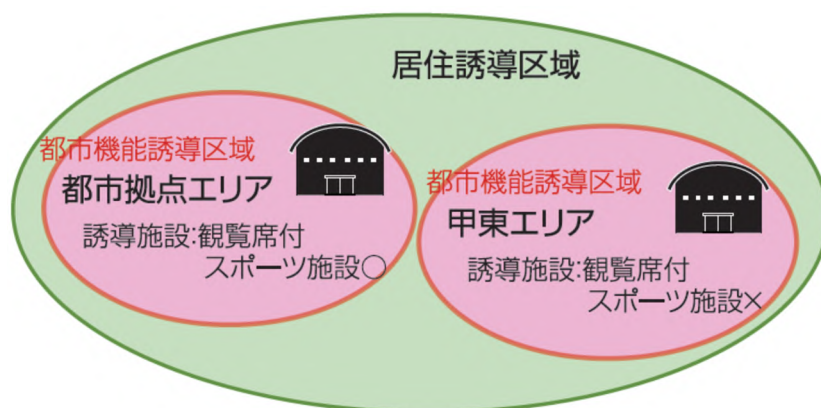 居住誘導区域
都市機能誘導区域
都市拠点エリア
誘導施設:観覧席付
スポーツ施設○
都市機能誘導区域
甲東エリア
誘導施設:観覧席付
スポーツ施設×